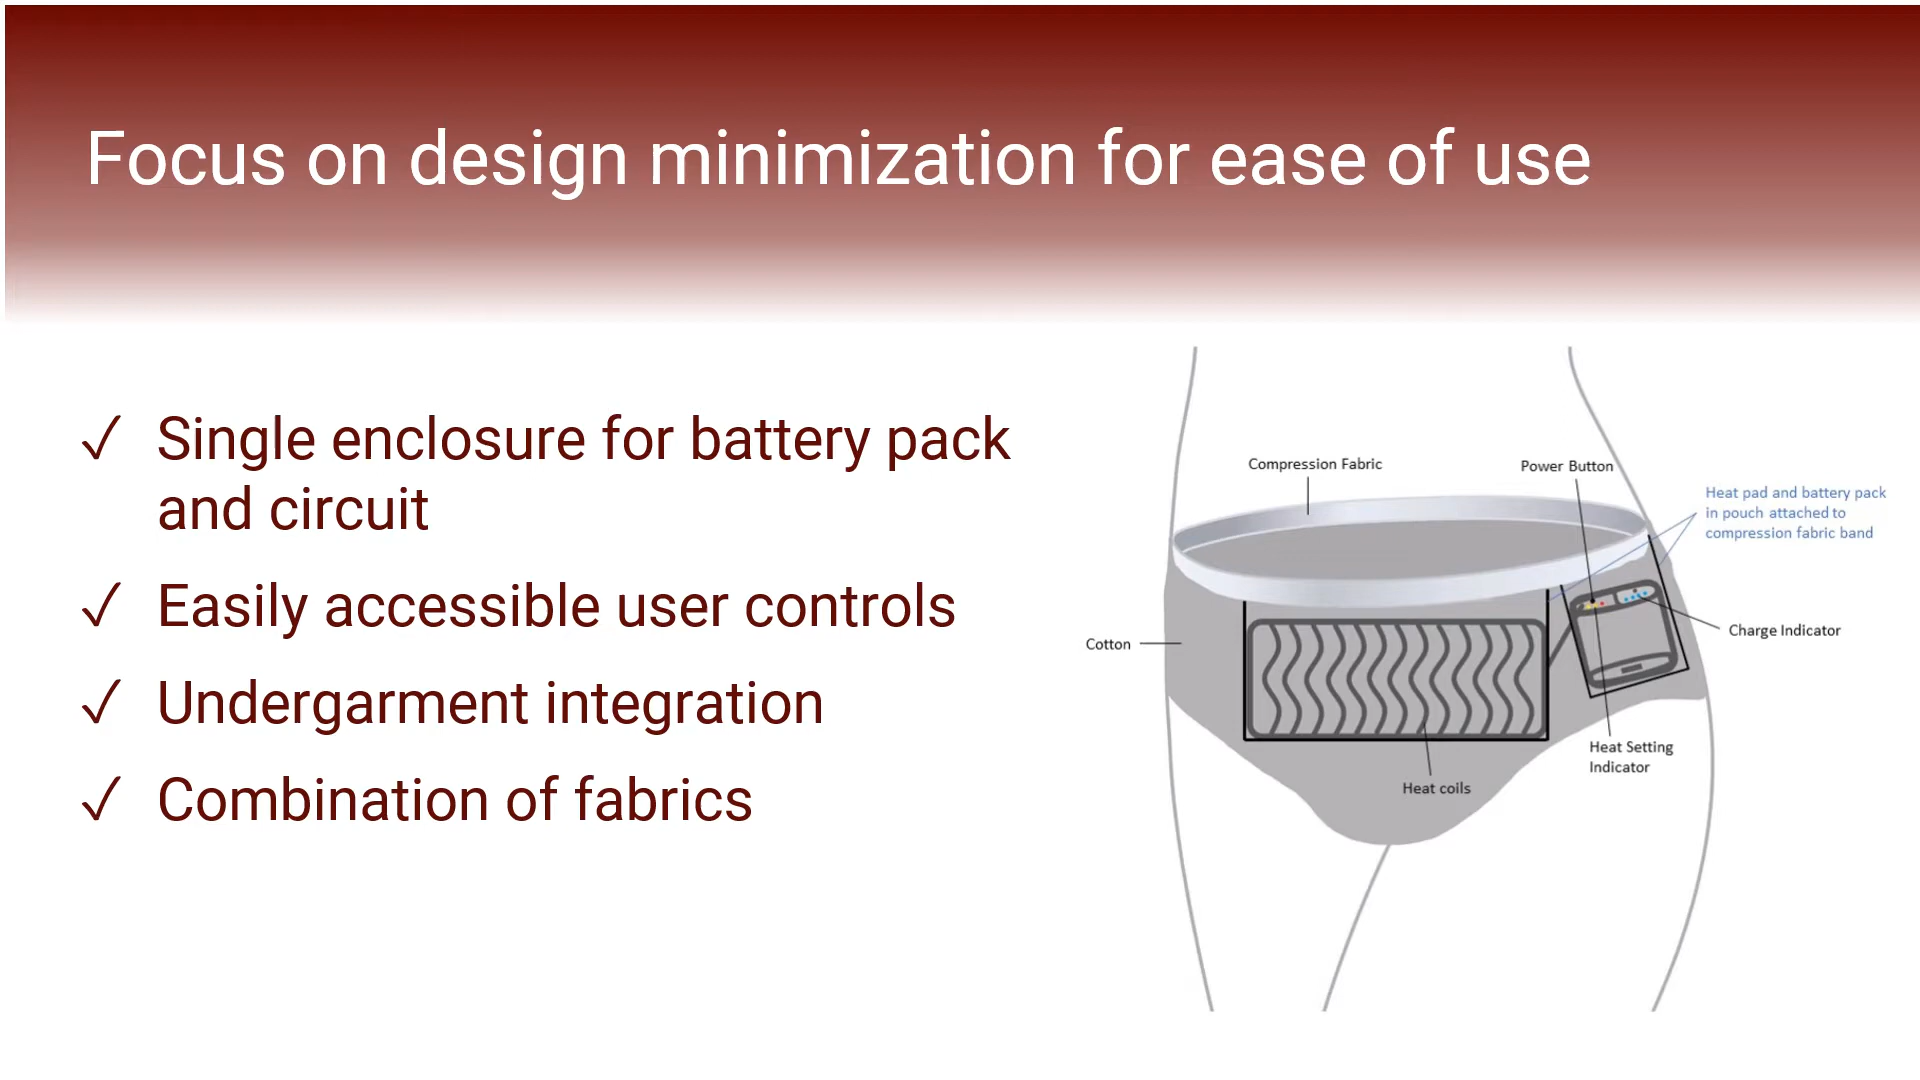 Focus on design minimization for ease of use
✓ Single enclosure for battery pack
and circuit
✓ Easily accessible user controls
✓ Undergarment integration
✓ Combination of fabrics
Compression Fabric
Power Button
Heat pad and battery pack
in pouch attached to
compression fabric band
Cotton
Charge Indicator
Heat Setting
Indicator
Heat coils